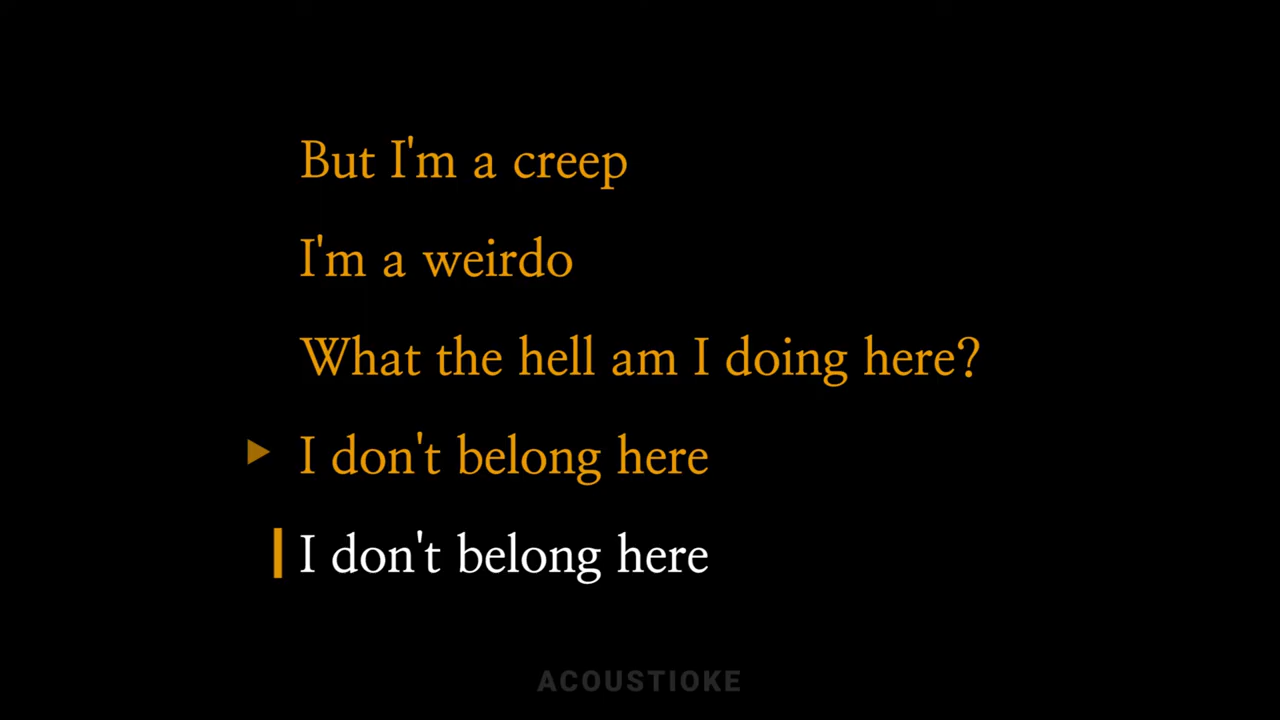 But I'm a creep
I'm a weirdo
What the hell am I doing here?
I don't belong here
I don't belong here
ACOUSTIOKE